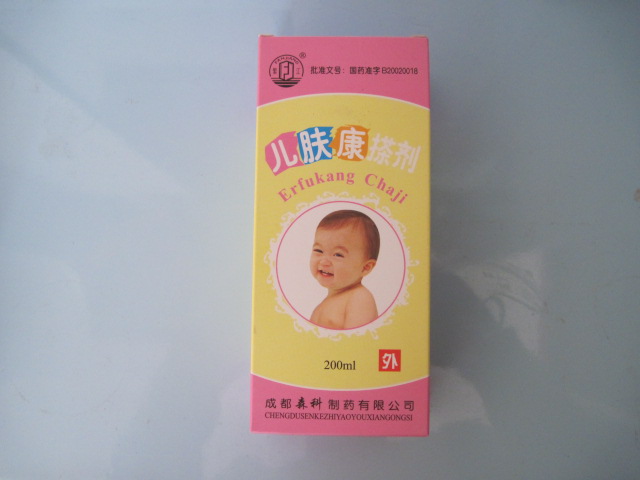 批准文号：国药准字B20020018
儿肤康搽剂
Erfukang Chaji
200ml 外
成都森科制药有限公司
CHENGDUSENKEZHIYAOYOUXIANGONGSI